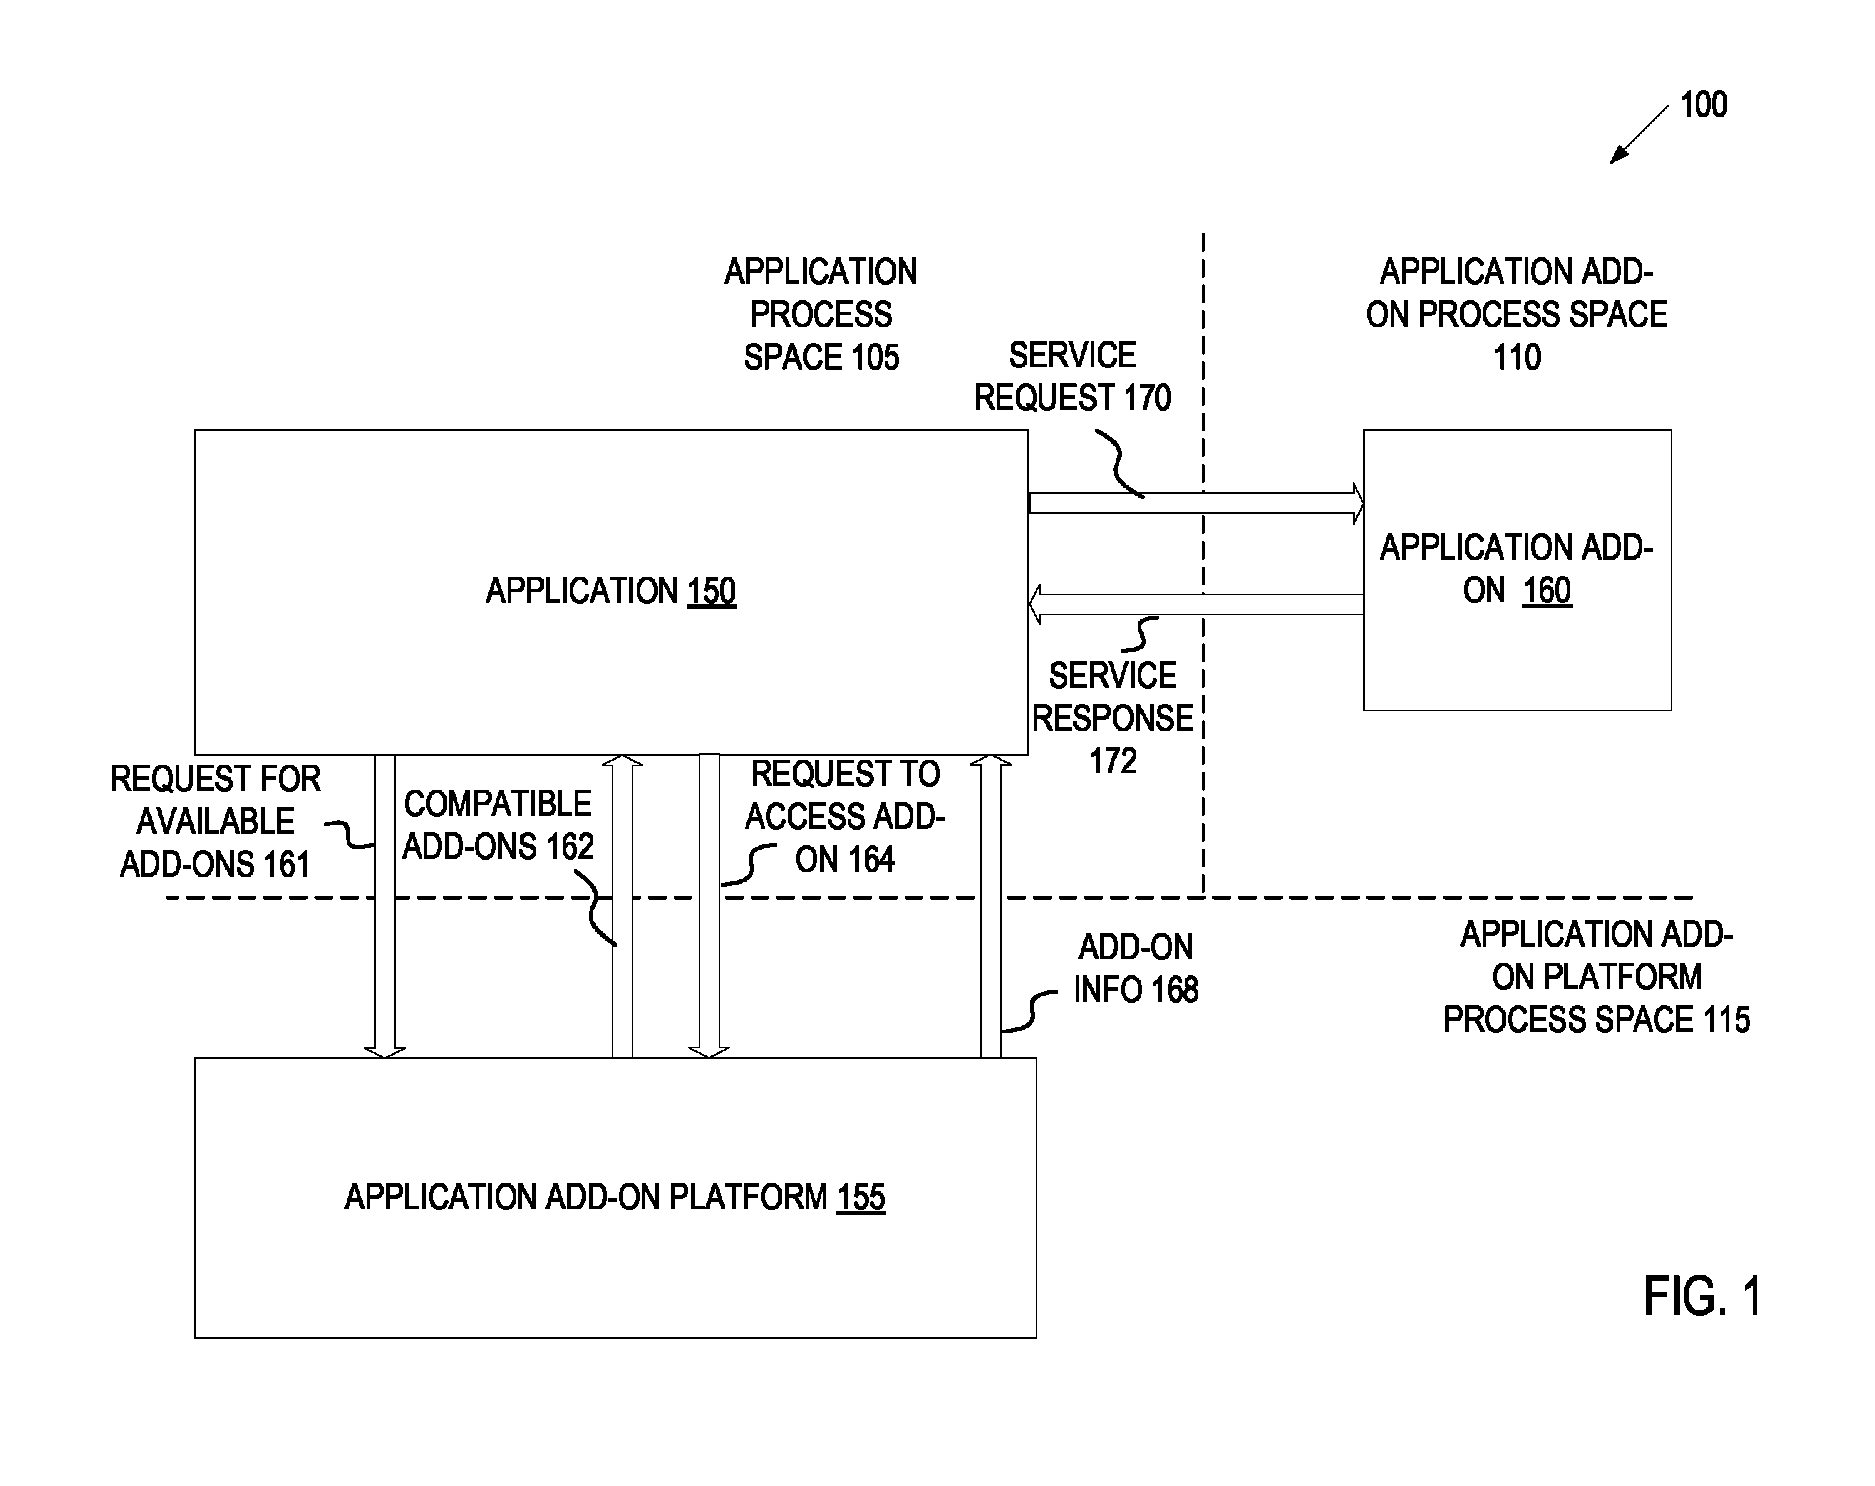 100
APPLICATION
PROCESS
SPACE 105
APPLICATION ADD-
ON PROCESS SPACE
110
SERVICE
REQUEST 170
APPLICATION 150
APPLICATION ADD-
ON 160
SERVICE
RESPONSE
172
REQUEST FOR
AVAILABLE
ADD-ONS 161
COMPATIBLE
ADD-ONS 162
REQUEST TO
ACCESS ADD-
ON 164
ADD-ON
INFO 168
APPLICATION ADD-
ON PLATFORM
PROCESS SPACE 115
APPLICATION ADD-ON PLATFORM 155
FIG. 1